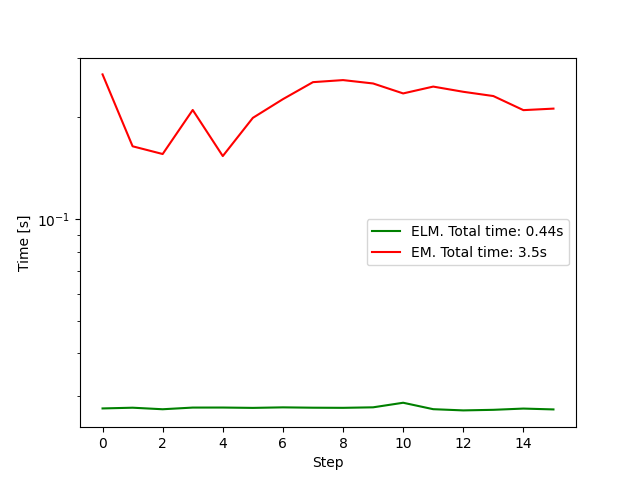 Time [s]
10⁻¹
ELM. Total time: 0.44s
EM. Total time: 3.5s
0 2 4 6 8 10 12 14
Step